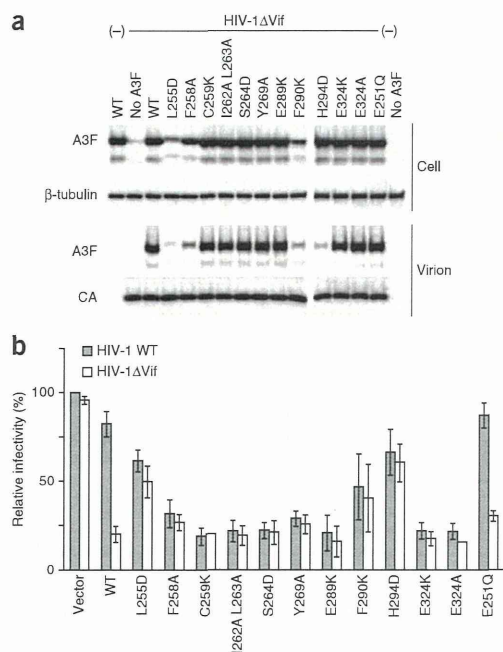 a
HIV-1ΔVif
(–)
(–)
WT
No A3F
WT
L255D
F258A
C259K
I262A L263A
S264D
Y269A
E289K
F290K
H294D
E324K
E324A
E251Q
No A3F
A3F
β-tubulin
Cell
A3F
CA
Virion
b
HIV-1 WT
HIV-1ΔVif
Relative infectivity (%)
100
50
0
Vector
WT
L255D
F258A
C259K
I262A L263A
S264D
Y269A
E289K
F290K
H294D
E324K
E324A
E251Q